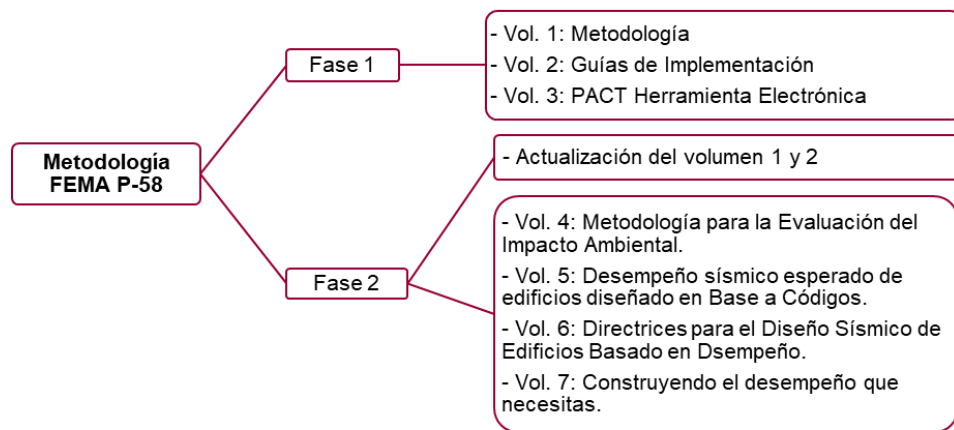 Metodología
FEMA P-58
Fase 1
- Vol. 1: Metodología
- Vol. 2: Guías de Implementación
- Vol. 3: PACT Herramienta Electrónica
Fase 2
- Actualización del volumen 1 y 2
- Vol. 4: Metodología para la Evaluación del
Impacto Ambiental.
- Vol. 5: Desempeño sísmico esperado de
edificios diseñado en Base a Códigos.
- Vol. 6: Directrices para el Diseño Sísmico de
Edificios Basado en Dsempeño.
- Vol. 7: Construyendo el desempeño que
necesitas.